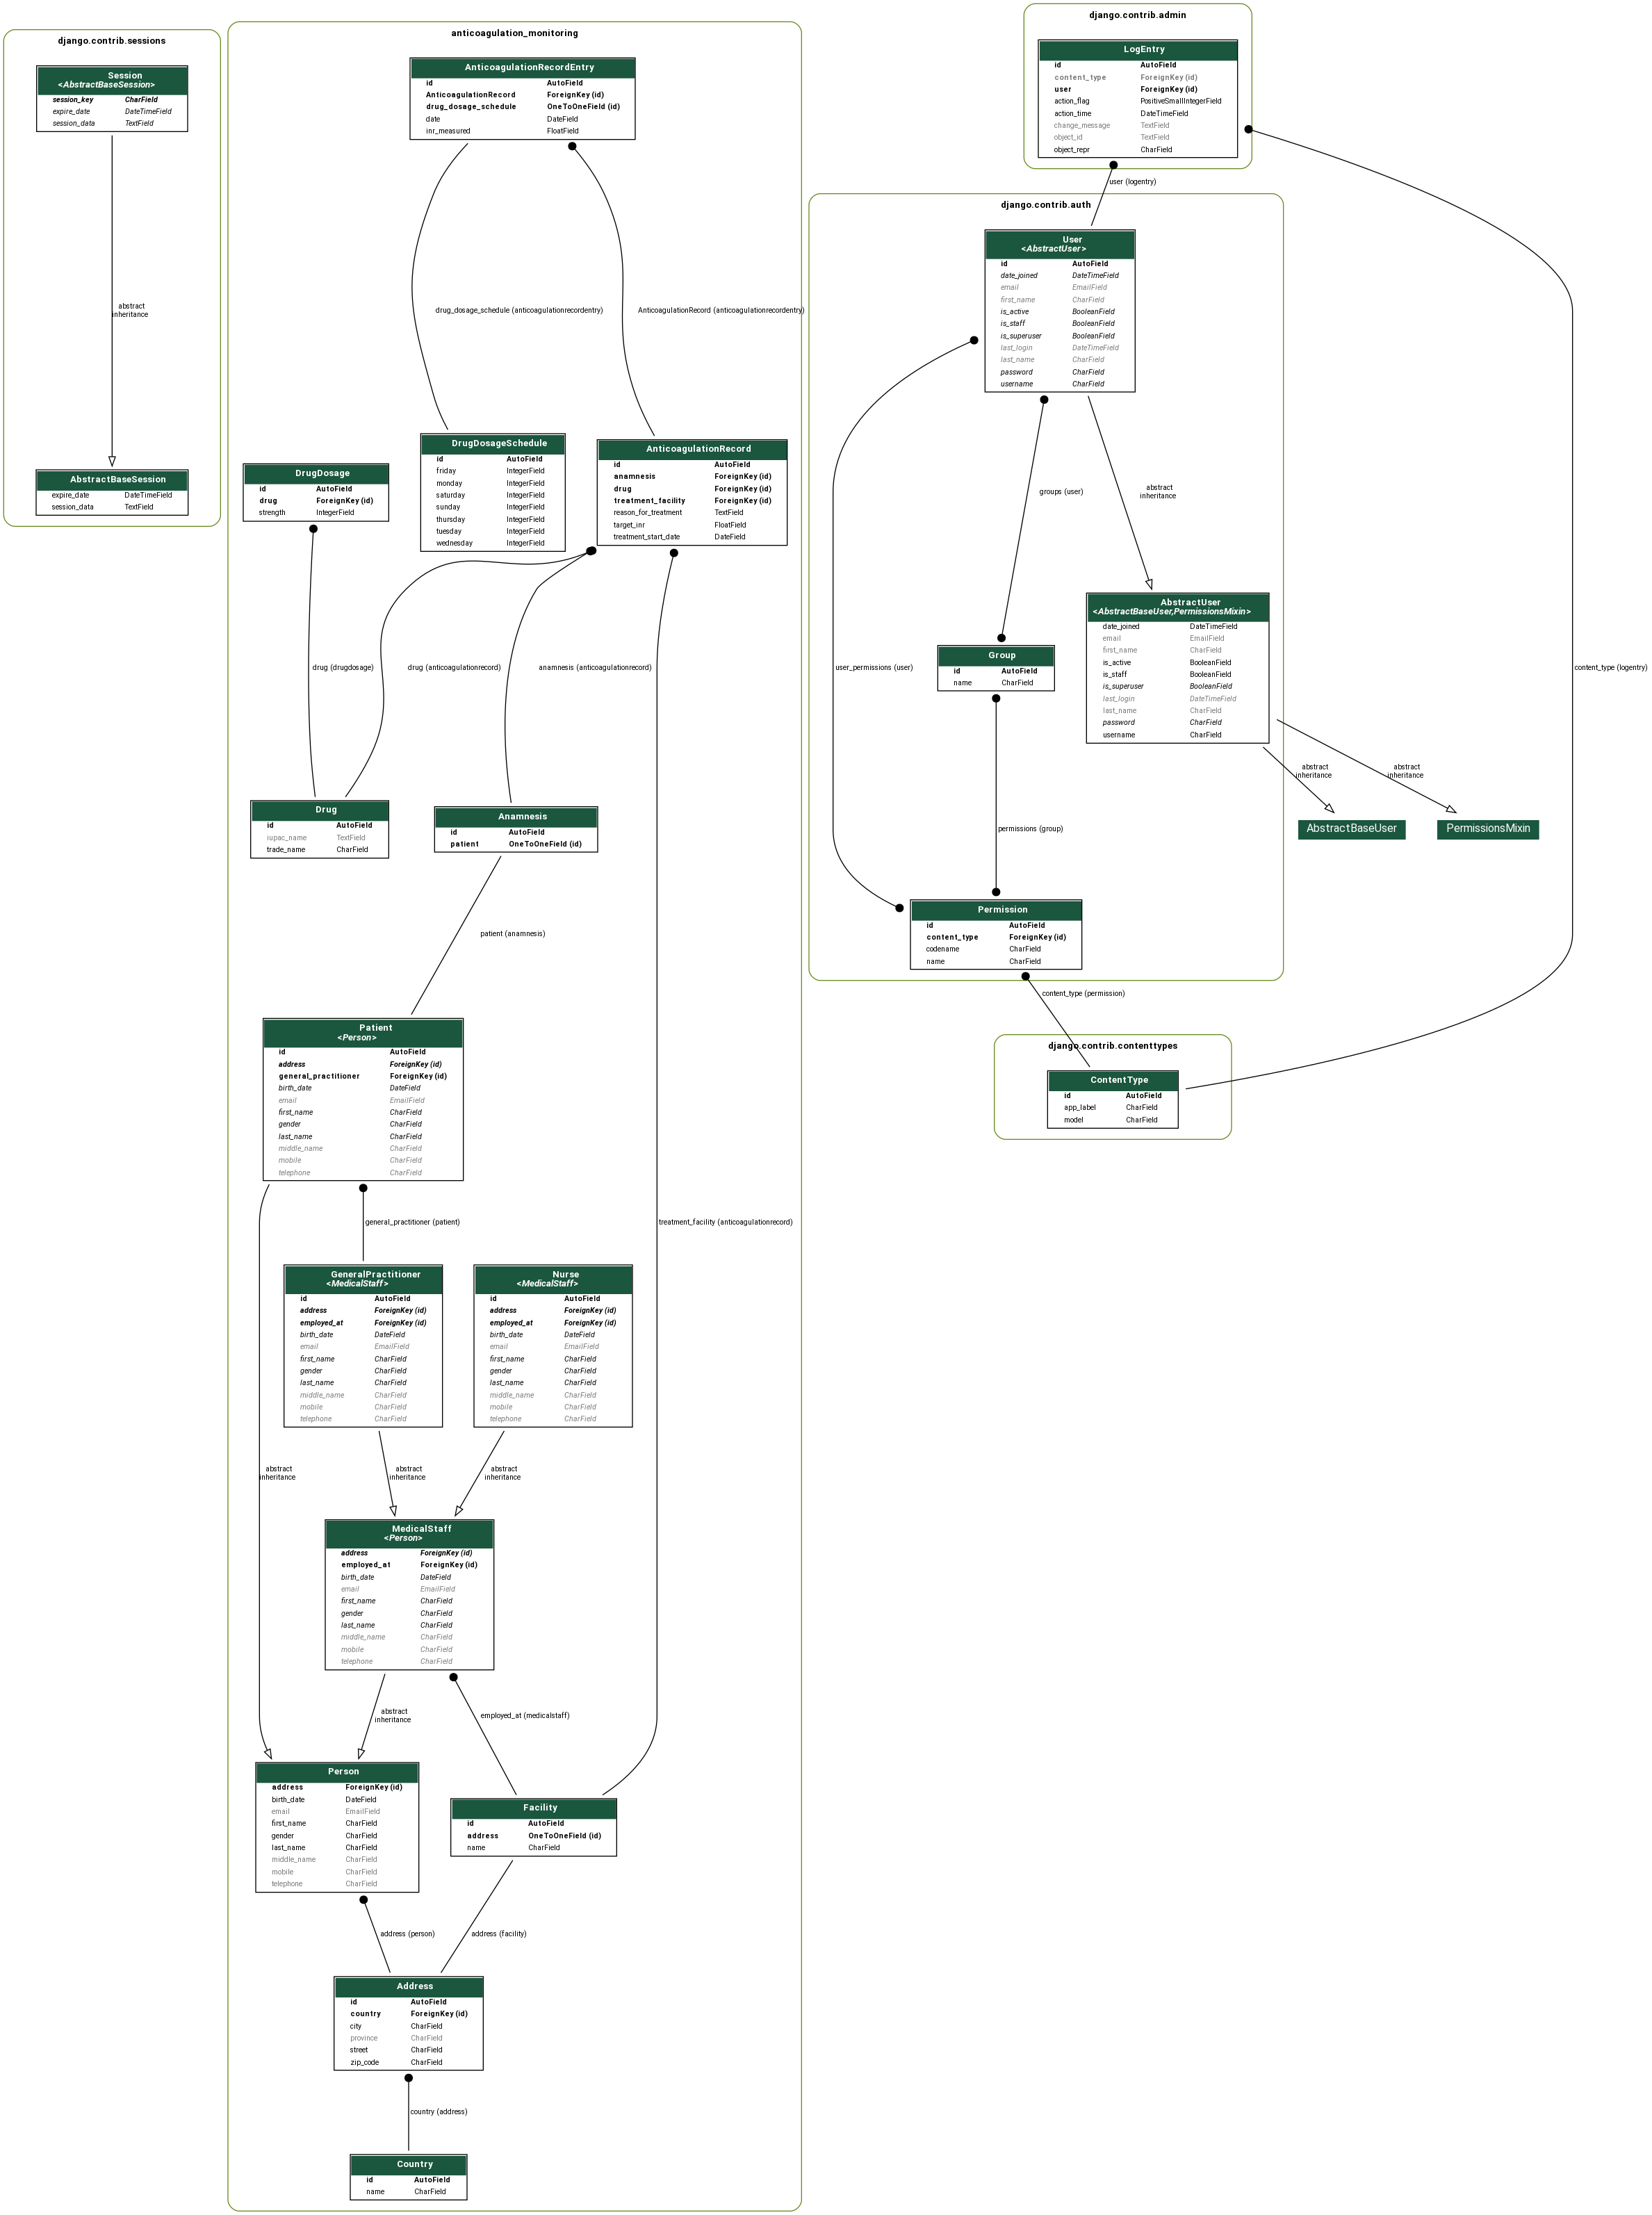 django.contrib.sessions
Session
<AbstractBaseSession>
session_key CharField
expire_date DateTimeField
session_data TextField
abstract
inheritance
AbstractBaseSession
expire_date DateTimeField
session_data TextField
anticoagulation_monitoring
AnticoagulationRecordEntry
id AutoField
AnticoagulationRecord ForeignKey (id)
drug_dosage_schedule OneToOneField (id)
date DateField
inr_measured FloatField
drug_dosage_schedule (anticoagulationrecordentry)
AnticoagulationRecord (anticoagulationrecordentry)
DrugDosage
id AutoField
drug ForeignKey (id)
strength IntegerField
DrugDosageSchedule
id AutoField
friday IntegerField
monday IntegerField
saturday IntegerField
sunday IntegerField
thursday IntegerField
tuesday IntegerField
wednesday IntegerField
AnticoagulationRecord
id AutoField
anamnesis ForeignKey (id)
drug ForeignKey (id)
treatment_facility ForeignKey (id)
reason_for_treatment TextField
target_inr FloatField
treatment_start_date DateField
drug (drugdosage)
drug (anticoagulationrecord)
anamnesis (anticoagulationrecord)
Drug
id AutoField
iupac_name TextField
trade_name CharField
Anamnesis
id AutoField
patient OneToOneField (id)
patient (anamnesis)
Patient
<Person>
id AutoField
address ForeignKey (id)
general_practitioner ForeignKey (id)
birth_date DateField
email EmailField
first_name CharField
gender CharField
last_name CharField
middle_name CharField
mobile CharField
telephone CharField
general_practitioner (patient)
treatment_facility (anticoagulationrecord)
GeneralPractitioner
<MedicalStaff>
id AutoField
address ForeignKey (id)
employed_at ForeignKey (id)
birth_date DateField
email EmailField
first_name CharField
gender CharField
last_name CharField
middle_name CharField
mobile CharField
telephone CharField
Nurse
<MedicalStaff>
id AutoField
address ForeignKey (id)
employed_at ForeignKey (id)
birth_date DateField
email EmailField
first_name CharField
gender CharField
last_name CharField
middle_name CharField
mobile CharField
telephone CharField
abstract
inheritance
abstract
inheritance
abstract
inheritance
MedicalStaff
<Person>
address ForeignKey (id)
employed_at ForeignKey (id)
birth_date DateField
email EmailField
first_name CharField
gender CharField
last_name CharField
middle_name CharField
mobile CharField
telephone CharField
abstract
inheritance
employed_at (medicalstaff)
Person
address ForeignKey (id)
birth_date DateField
email EmailField
first_name CharField
gender CharField
last_name CharField
middle_name CharField
mobile CharField
telephone CharField
Facility
id AutoField
address OneToOneField (id)
name CharField
address (person)
address (facility)
Address
id AutoField
country ForeignKey (id)
city CharField
province CharField
street CharField
zip_code CharField
country (address)
Country
id AutoField
name CharField
django.contrib.admin
LogEntry
id AutoField
content_type ForeignKey (id)
user ForeignKey (id)
action_flag PositiveSmallIntegerField
action_time DateTimeField
change_message TextField
object_id TextField
object_repr CharField
user (logentry)
django.contrib.auth
User
<AbstractUser>
id AutoField
date_joined DateTimeField
email EmailField
first_name CharField
is_active BooleanField
is_staff BooleanField
is_superuser BooleanField
last_login DateTimeField
last_name CharField
password CharField
username CharField
groups (user)
abstract
inheritance
user_permissions (user)
content_type (logentry)
Group
id AutoField
name CharField
AbstractUser
<AbstractBaseUser,PermissionsMixin>
date_joined DateTimeField
email EmailField
first_name CharField
is_active BooleanField
is_staff BooleanField
is_superuser BooleanField
last_login DateTimeField
last_name CharField
password CharField
username CharField
abstract
inheritance
abstract
inheritance
AbstractBaseUser
PermissionsMixin
permissions (group)
Permission
id AutoField
content_type ForeignKey (id)
codename CharField
name CharField
content_type (permission)
django.contrib.contenttypes
ContentType
id AutoField
app_label CharField
model CharField